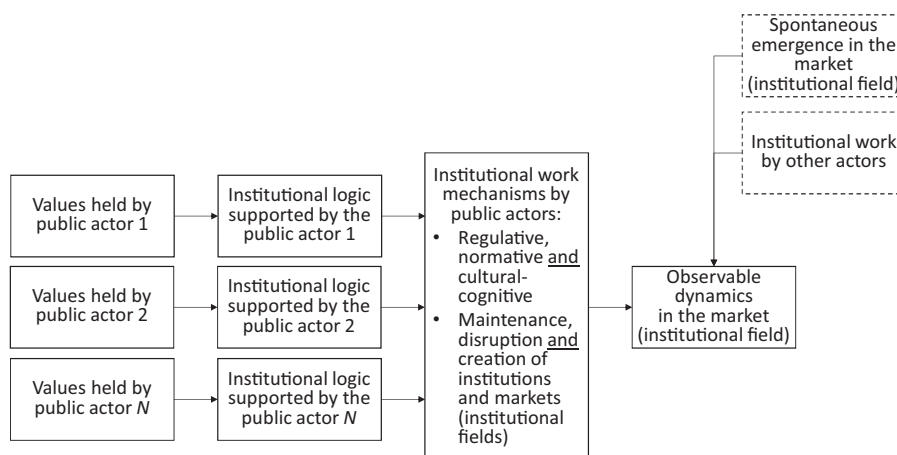 Spontaneous
emergence in the
market
(institutional field)
Institutional work
by other actors
Values held by
public actor 1
Institutional logic
supported by the
public actor 1
Values held by
public actor 2
Institutional logic
supported by the
public actor 2
Values held by
public actor N
Institutional logic
supported by the
public actor N
Institutional work
mechanisms by
public actors:
• Regulative,
normative and
cultural-
cognitive
• Maintenance,
disruption and
creation of
institutions
and markets
(institutional
fields)
Observable
dynamics
in the market
(institutional field)